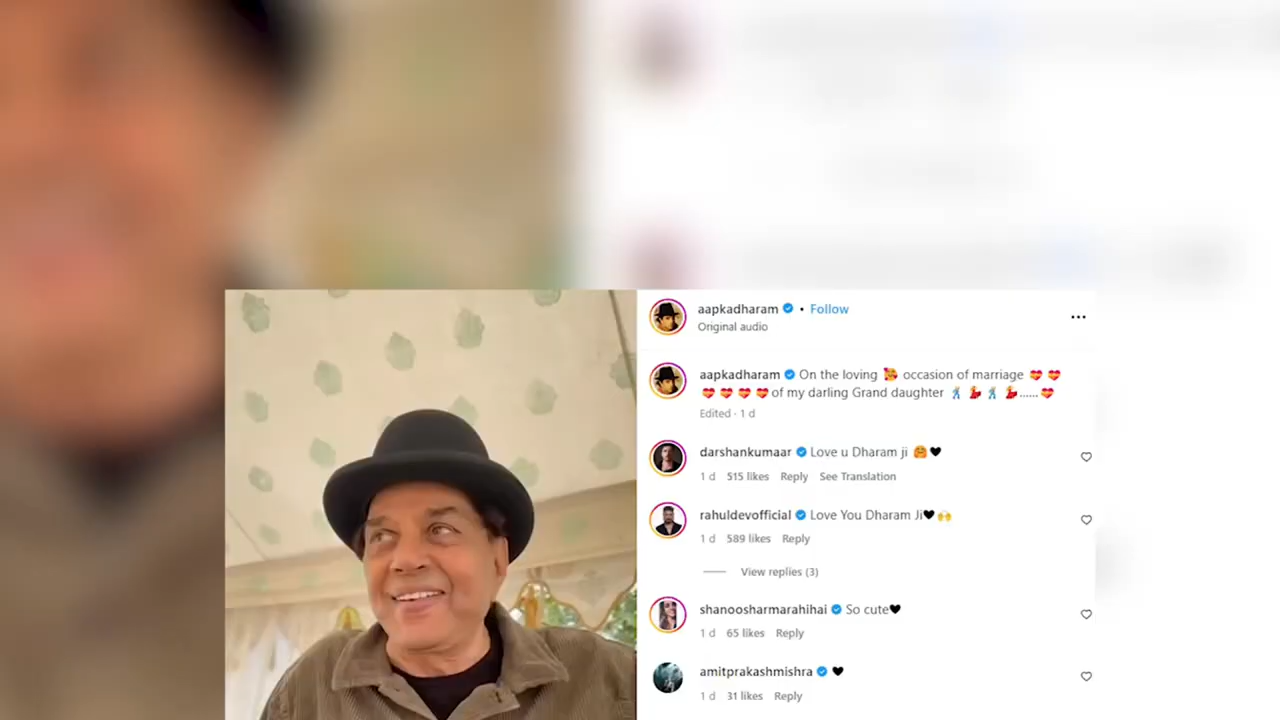 aapkadharam • Follow
Original audio
aapkadharam On the loving 🥰 occasion of marriage 💝 💝
💝 💝 💝 💝 of my darling Grand daughter 🕺 💃 🕺 💃......💝
Edited · 1 d
darshankumaar Love u Dharam ji 🤗🖤
1 d 515 likes Reply See Translation
rahuldevofficial Love You Dharam Ji🖤🙌
1 d 589 likes Reply
View replies (3)
shanoosharmarahihai So cute🖤
1 d 65 likes Reply
amitprakashmishra 🖤
1 d 31 likes Reply